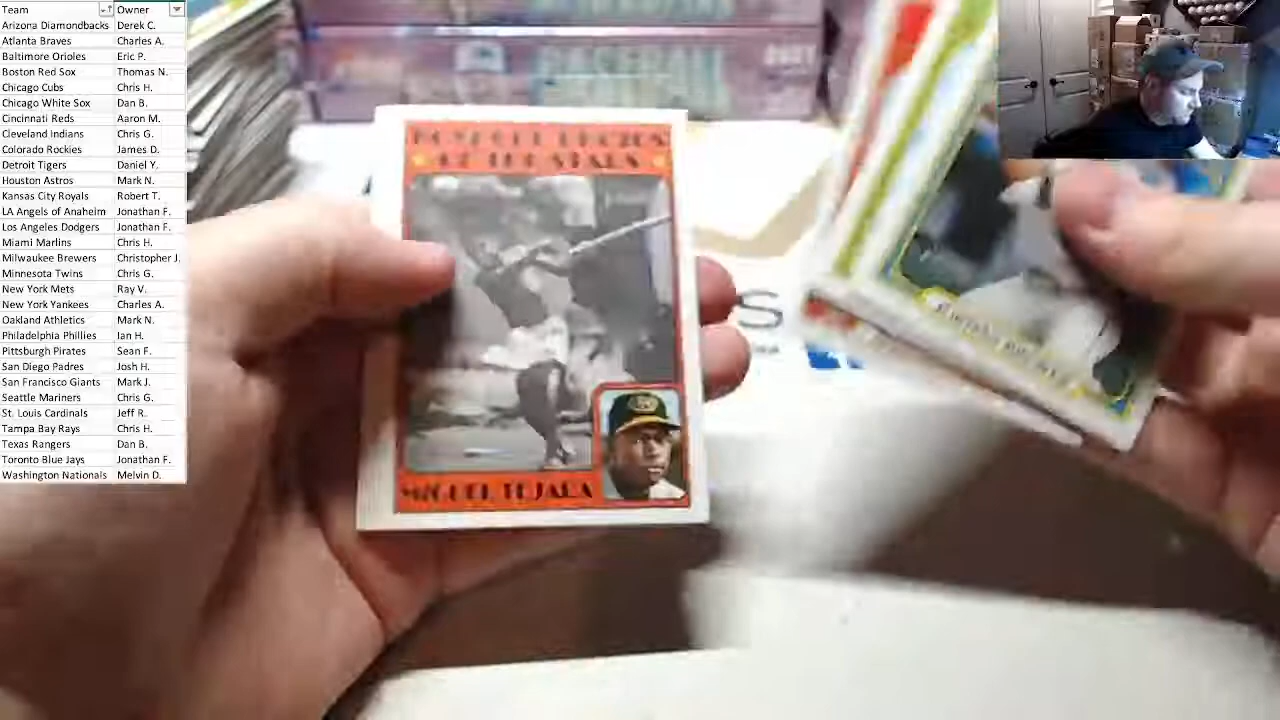 Team Owner
Arizona Diamondbacks Derek C.
Atlanta Braves Charles A.
Baltimore Orioles Eric P.
Boston Red Sox Thomas N.
Chicago Cubs Chris H.
Chicago White Sox Dan B.
Cincinnati Reds Aaron M.
Cleveland Indians Chris G.
Colorado Rockies James D.
Detroit Tigers Daniel Y.
Houston Astros Mark N.
Kansas City Royals Robert T.
LA Angels of Anaheim Jonathan F.
Los Angeles Dodgers Jonathan F.
Miami Marlins Chris H.
Milwaukee Brewers Christopher J.
Minnesota Twins Chris G.
New York Mets Ray V.
New York Yankees Charles A.
Oakland Athletics Mark N.
Philadelphia Phillies Ian H.
Pittsburgh Pirates Sean F.
San Diego Padres Josh H.
San Francisco Giants Mark J.
Seattle Mariners Chris G.
St. Louis Cardinals Jeff R.
Tampa Bay Rays Chris H.
Texas Rangers Dan B.
Toronto Blue Jays Jonathan F.
Washington Nationals Melvin D.
BASEBALL
OF THE STARS
MIGUEL TEJADA
S